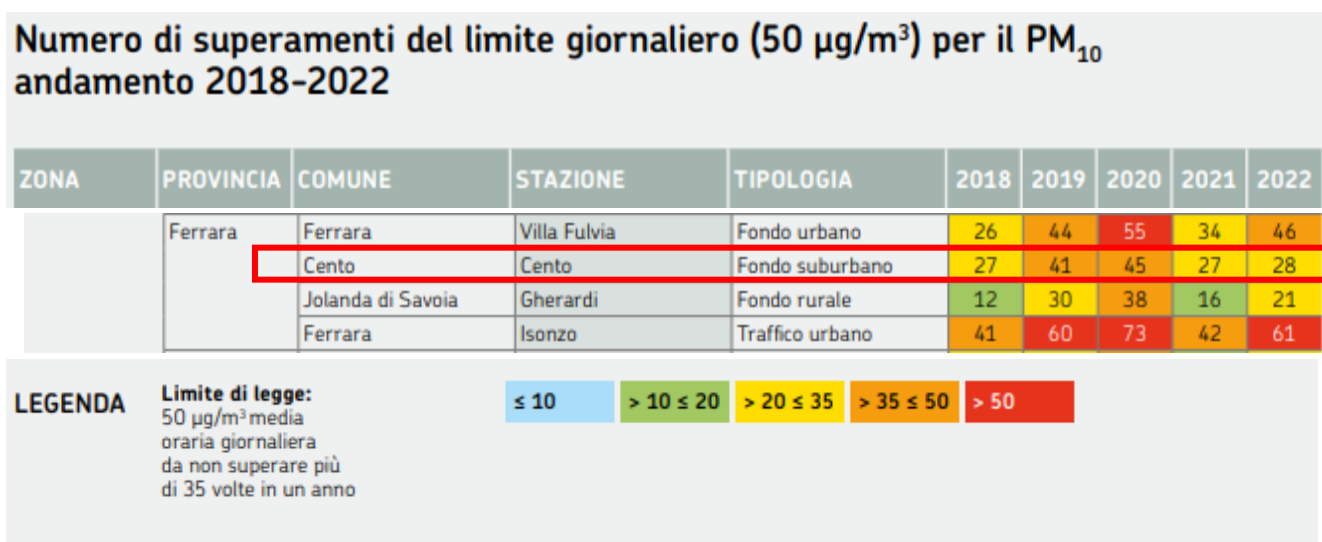 Numero di superamenti del limite giornaliero (50 µg/m³) per il PM₁₀
andamento 2018-2022
ZONA PROVINCIA COMUNE STAZIONE TIPOLOGIA 2018 2019 2020 2021 2022
Ferrara Ferrara Villa Fulvia Fondo urbano 26 44 55 34 46
Cento Cento Fondo suburbano 27 41 45 27 28
Jolanda di Savoia Gherardi Fondo rurale 12 30 38 16 21
Ferrara Isonzo Traffico urbano 41 60 73 42 61
LEGENDA Limite di legge: ≤ 10 > 10 ≤ 20 > 20 ≤ 35 > 35 ≤ 50 > 50
50 µg/m³ media
oraria giornaliera
da non superare più
di 35 volte in un anno